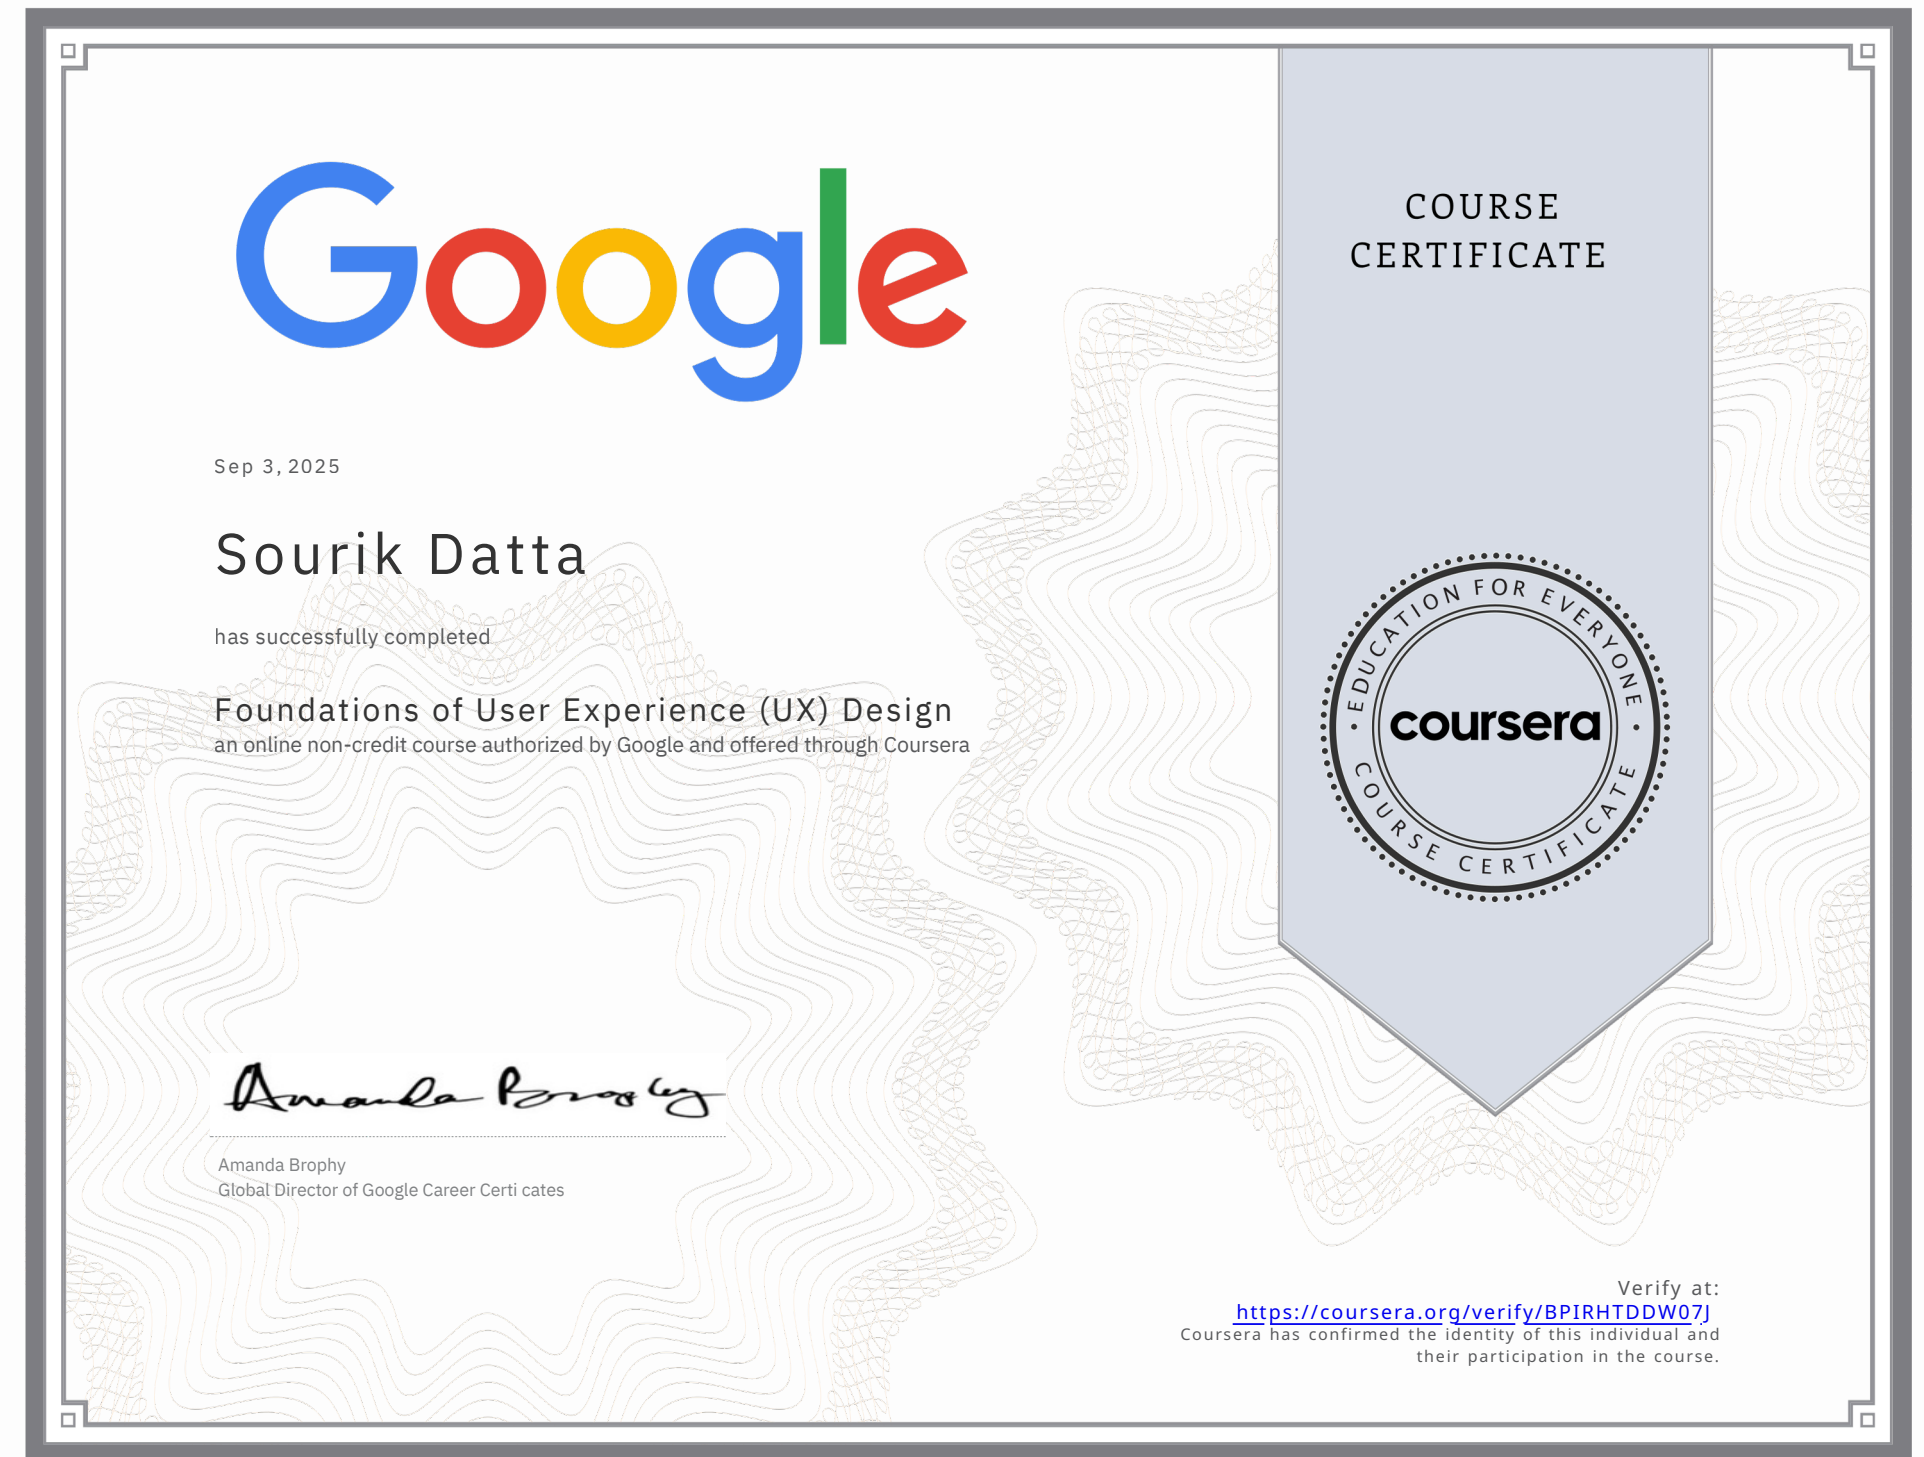 Google
Sep 3, 2025
Sourik Datta
has successfully completed
Foundations of User Experience (UX) Design
an online non-credit course authorized by Google and offered through Coursera
Amanda Brophy
Amanda Brophy
Global Director of Google Career Certi cates
COURSE
CERTIFICATE
EDUCATION FOR EVERYONE
coursera
COURSE CERTIFICATE
Verify at:
https://coursera.org/verify/BPIRHTDDW07J
Coursera has confirmed the identity of this individual and
their participation in the course.